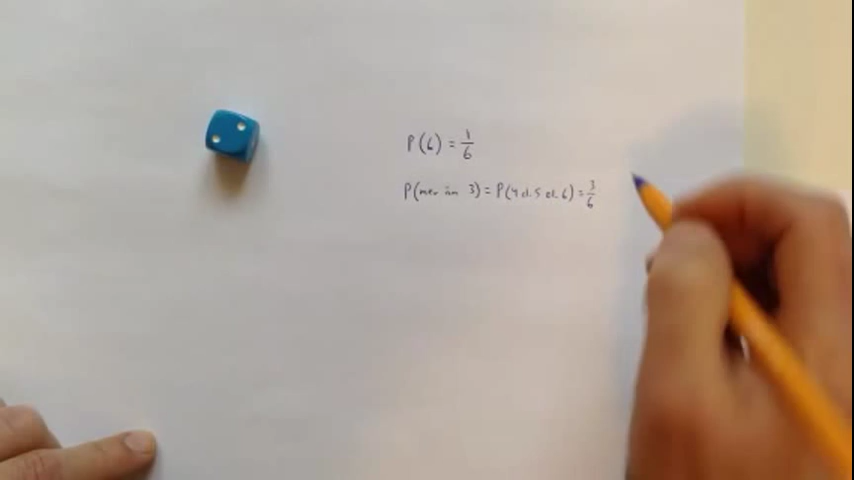 P(6) = 1/6
P(mer än 3) = P(4 el. 5 el. 6) = 3/6